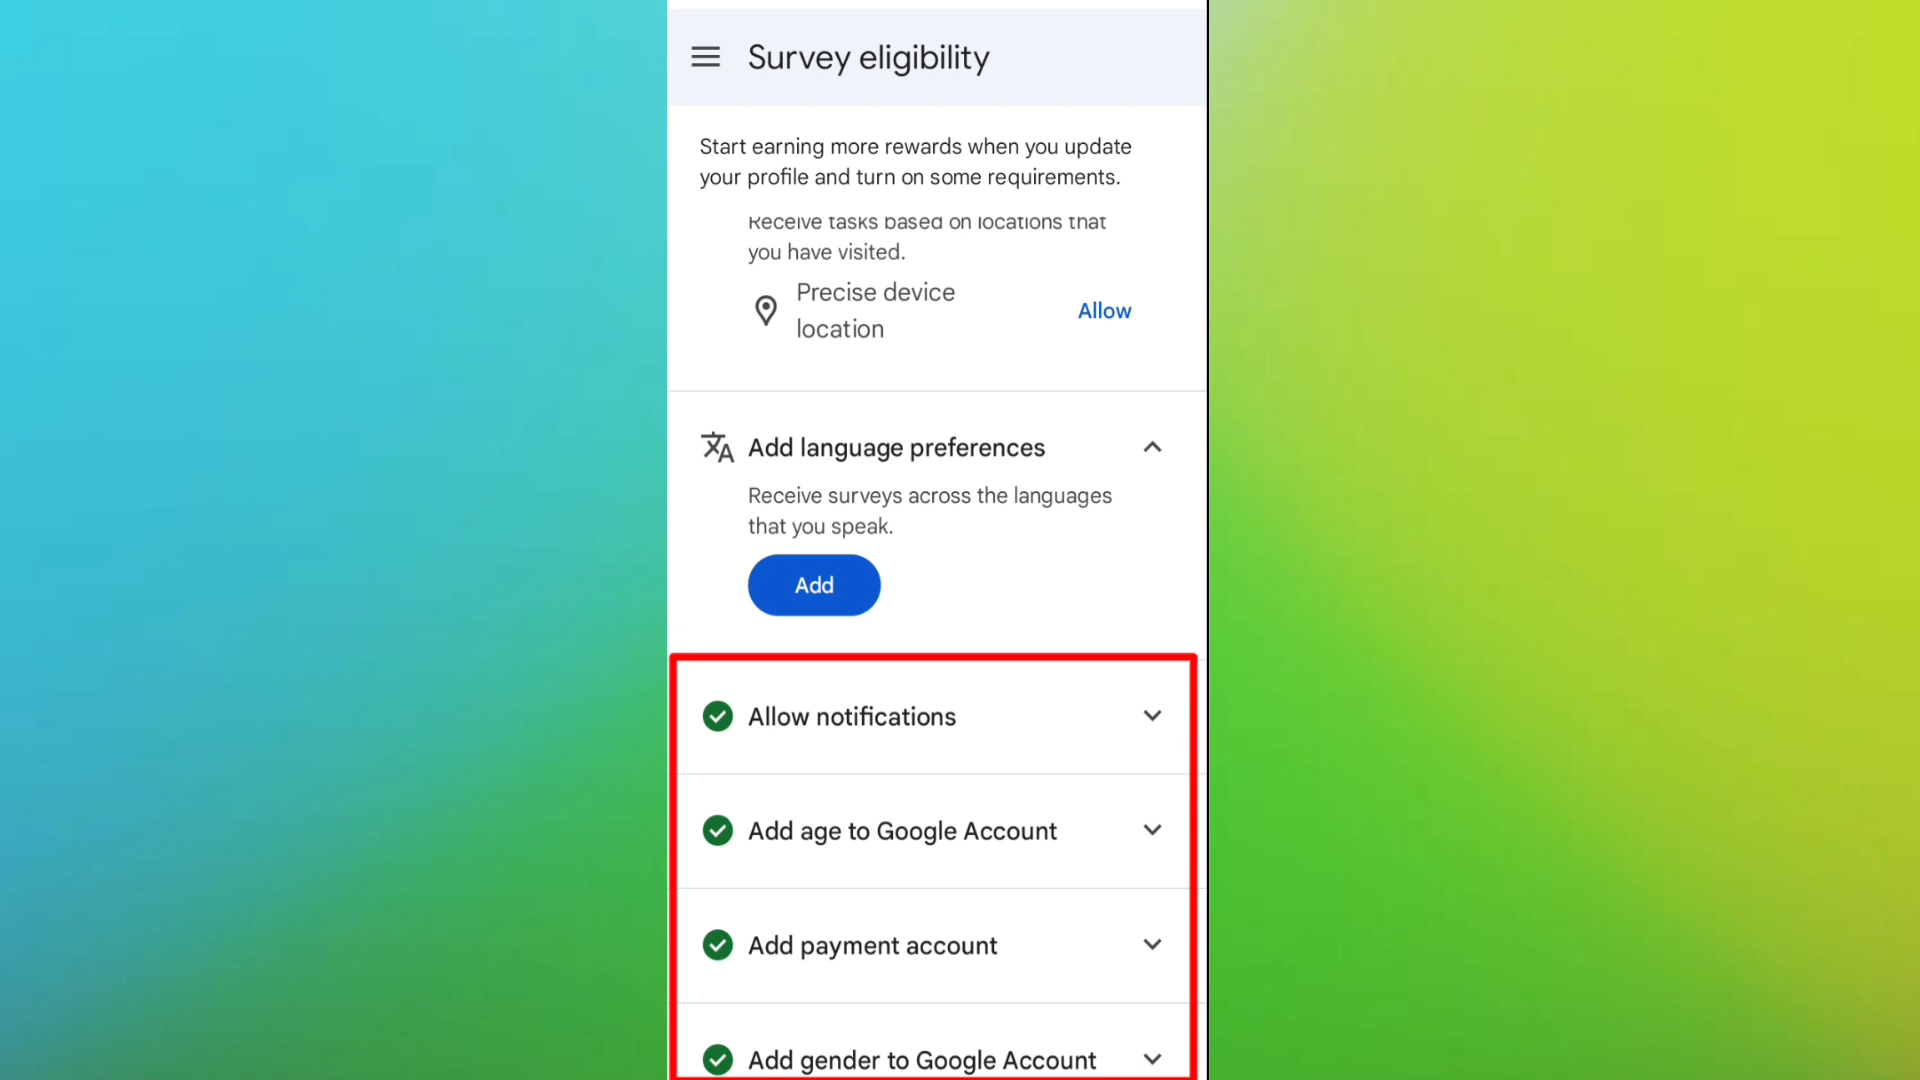 Survey eligibility
Start earning more rewards when you update
your profile and turn on some requirements.
Receive tasks based on locations that
you have visited.
Precise device
location
Allow
Add language preferences
Receive surveys across the languages
that you speak.
Add
Allow notifications
Add age to Google Account
Add payment account
Add gender to Google Account